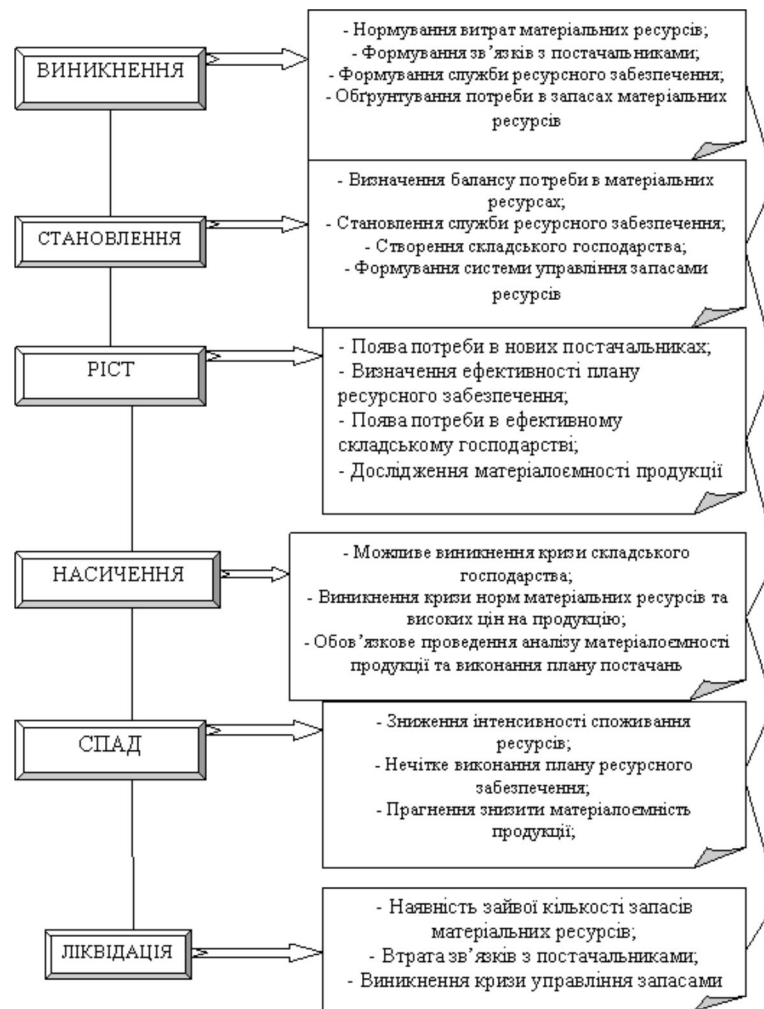 ВИНИКНЕННЯ
- Нормування витрат матеріальних ресурсів;
- Формування зв’язків з постачальниками;
- Формування служби ресурсного забезпечення;
- Обґрунтування потреби в запасах матеріальних
ресурсів
СТАНОВЛЕННЯ
- Визначення балансу потреби в матеріальних
ресурсах;
- Становлення служби ресурсного забезпечення;
- Створення складського господарства;
- Формування системи управління запасами
ресурсів
РІСТ
- Поява потреби в нових постачальниках;
- Визначення ефективності плану
ресурсного забезпечення;
- Поява потреби в ефективному
складському господарстві;
- Дослідження матеріалоємності продукції
НАСИЧЕННЯ
- Можливе виникнення кризи складського
господарства;
- Виникнення кризи норм матеріальних ресурсів та
високих цін на продукцію;
- Обов’язкове проведення аналізу матеріалоємності
продукції та виконання плану постачань
СПАД
- Зниження інтенсивності споживання
ресурсів;
- Нечітке виконання плану ресурсного
забезпечення;
- Прагнення знизити матеріалоємність
продукції;
ЛІКВІДАЦІЯ
- Наявність зайвої кількості запасів
матеріальних ресурсів;
- Втрата зв’язків з постачальниками;
- Виникнення кризи управління запасами